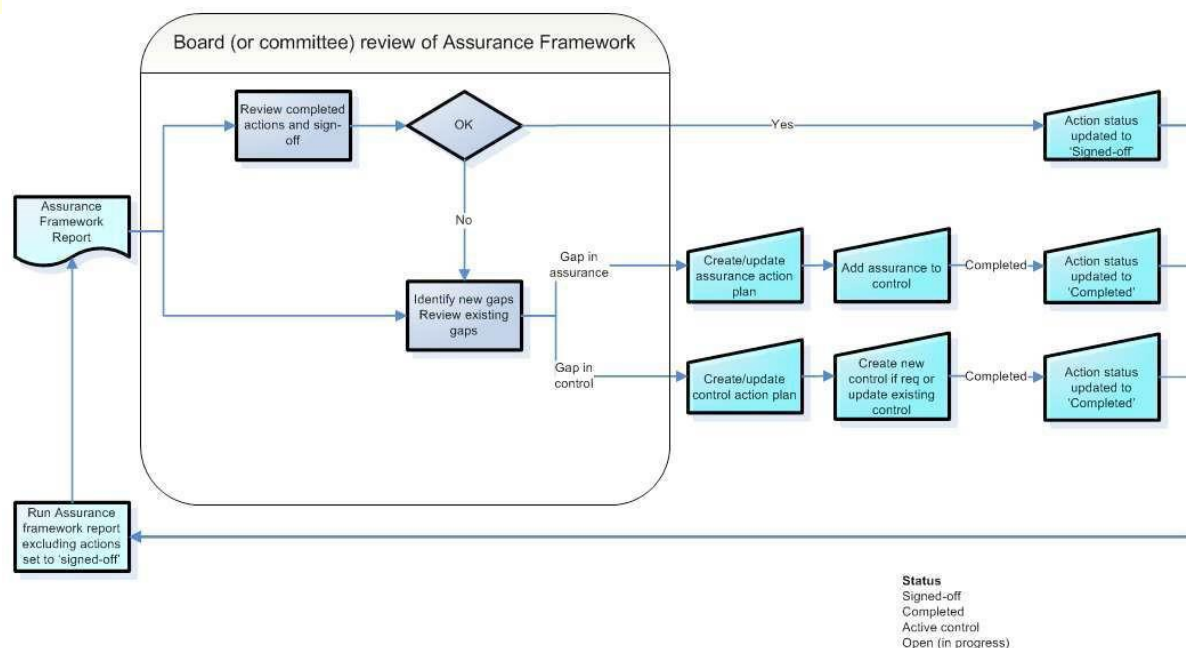 Board (or committee) review of Assurance Framework
Review completed
actions and sign-
off
OK
Yes
Action status
updated to
'Signed-off'
Assurance
Framework
Report
No
Gap in
assurance
Create/update
assurance action
plan
Add assurance to
control
Completed
Action status
updated to
'Completed'
Identify new gaps
Review existing
gaps
Gap in
control
Create/update
control action plan
Create new
control if req or
update existing
control
Completed
Action status
updated to
'Completed'
Run Assurance
framework report
excluding actions
set to 'signed-off'
Status
Signed-off
Completed
Active control
Open (in progress)